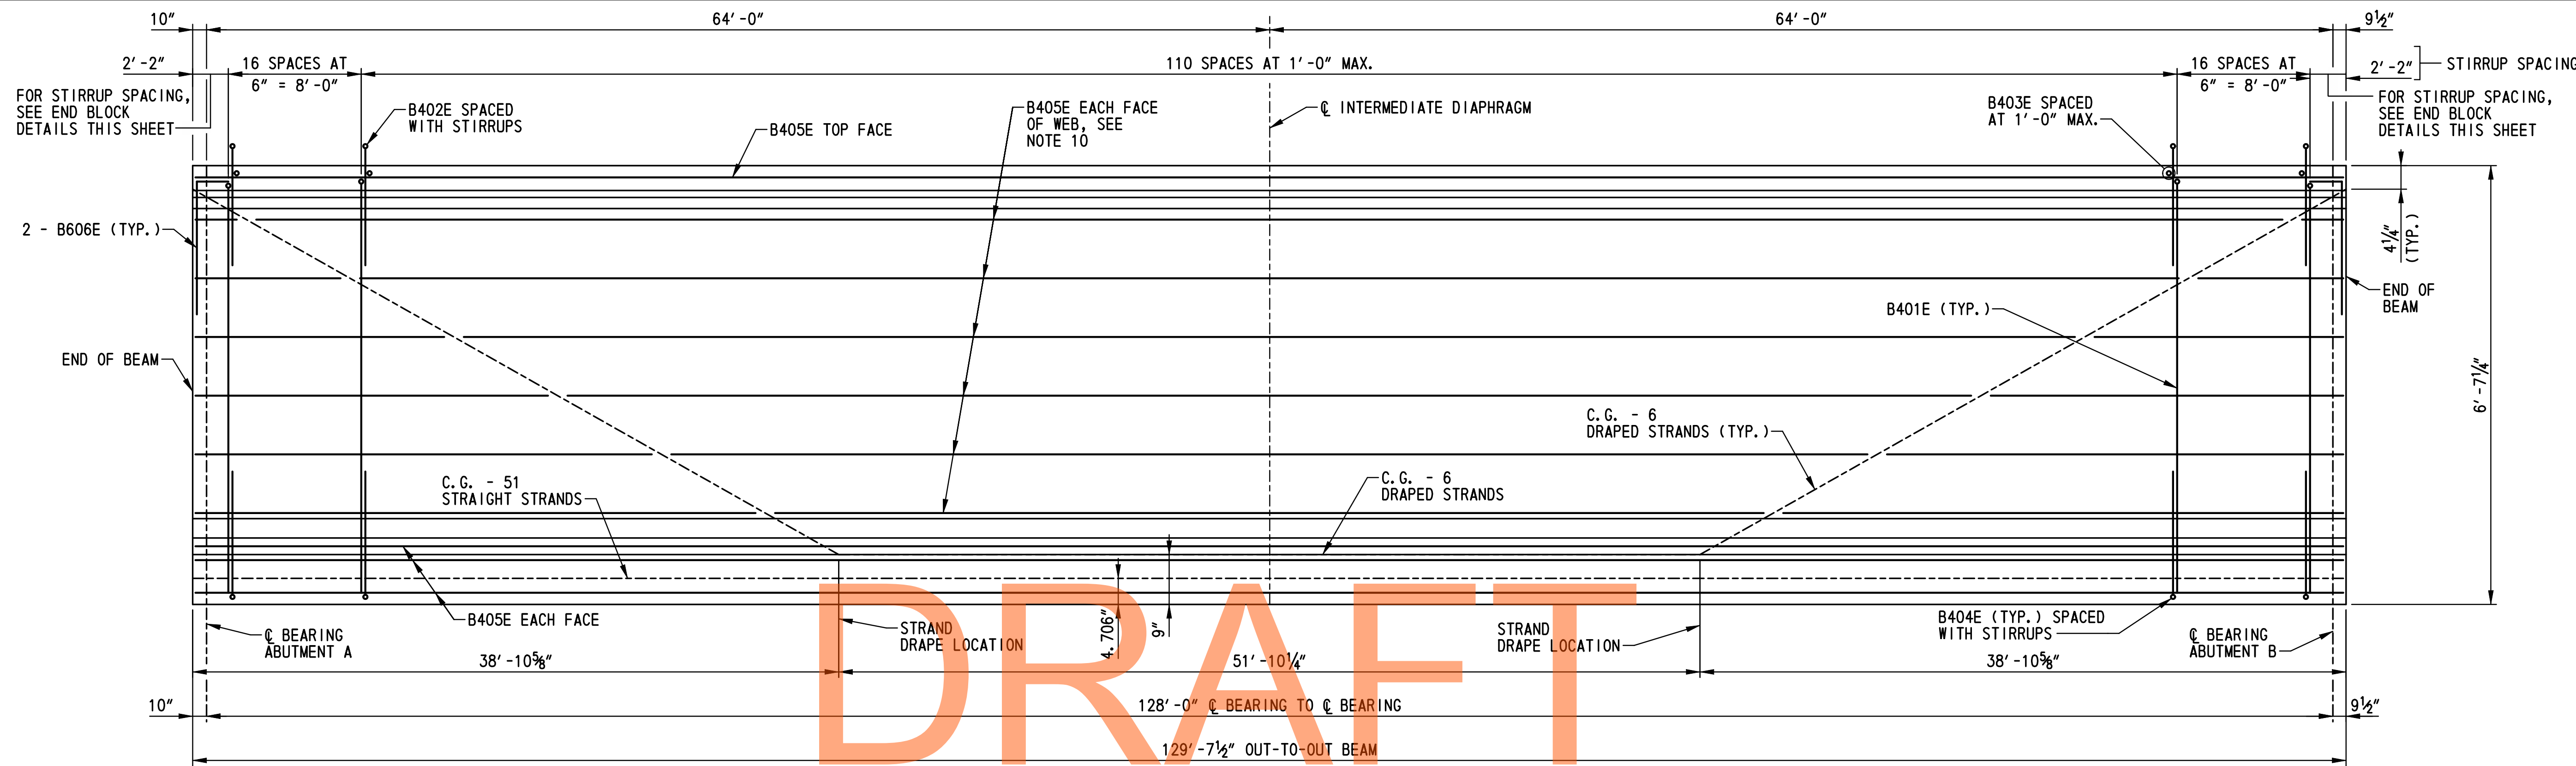 10"
64'-0"
64'-0"
9½"
2'-2"
16 SPACES AT
6" = 8'-0"
110 SPACES AT 1'-0" MAX.
16 SPACES AT
6" = 8'-0"
2'-2"
STIRRUP SPACING
FOR STIRRUP SPACING,
SEE END BLOCK
DETAILS THIS SHEET
B402E SPACED
WITH STIRRUPS
B405E TOP FACE
B405E EACH FACE
OF WEB, SEE
NOTE 10
℄ INTERMEDIATE DIAPHRAGM
B403E SPACED
AT 1'-0" MAX.
FOR STIRRUP SPACING,
SEE END BLOCK
DETAILS THIS SHEET
2 - B606E (TYP.)
4¼"
(TYP.)
END OF
BEAM
B401E (TYP.)
END OF BEAM
6'-7¼"
C.G. - 6
DRAPED STRANDS (TYP.)
C.G. - 51
STRAIGHT STRANDS
C.G. - 6
DRAPED STRANDS
B405E EACH FACE
℄ BEARING
ABUTMENT A
STRAND
DRAPE LOCATION
4.706"
9"
STRAND
DRAPE LOCATION
B404E (TYP.) SPACED
WITH STIRRUPS
℄ BEARING
ABUTMENT B
38'-10⅝"
51'-10¼"
38'-10⅝"
10"
128'-0" ℄ BEARING TO ℄ BEARING
9½"
129'-7½" OUT-TO-OUT BEAM
DRAFT